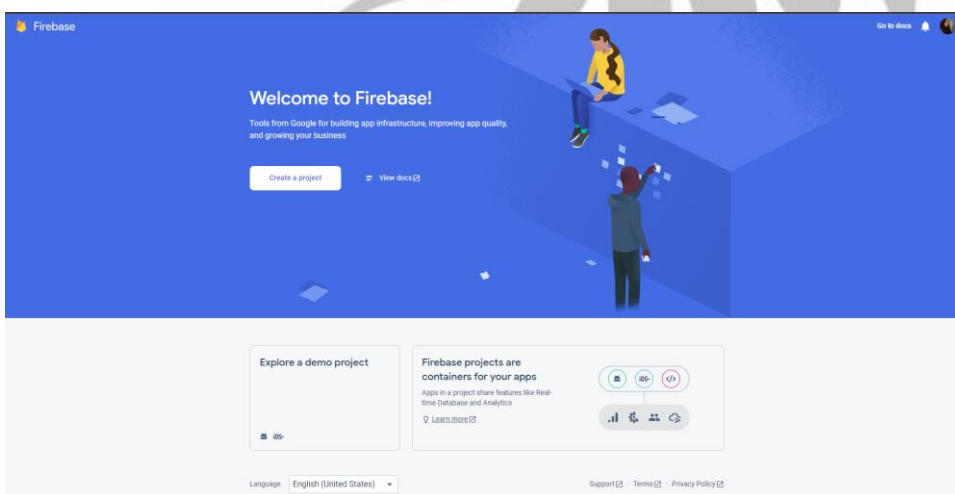 Firebase
Go to docs
Welcome to Firebase!
Tools from Google for building app infrastructure, improving app quality,
and growing your business
Create a project
View docs
Explore a demo project
iOS+
Firebase projects are
containers for your apps
Apps in a project share features like Real-
time Database and Analytics
Learn more
iOS+
</>
Language
English (United States)
Support · Terms · Privacy Policy